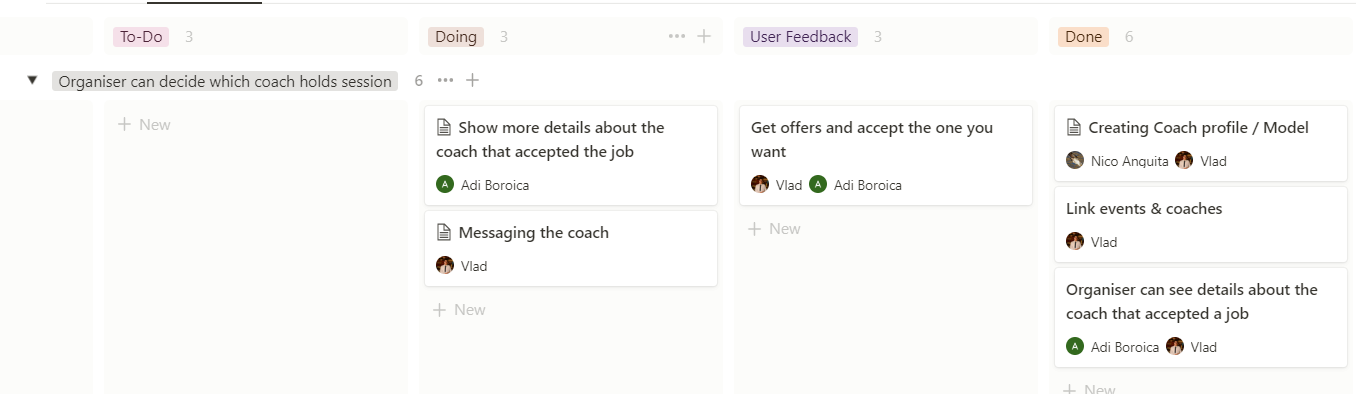 To-Do 3
Doing 3
User Feedback 3
Done 6
Organiser can decide which coach holds session 6
New
Show more details about the
coach that accepted the job
A Adi Boroica
Messaging the coach
Vlad
New
Get offers and accept the one you
want
Vlad A Adi Boroica
New
Creating Coach profile / Model
Nico Anguita Vlad
Link events & coaches
Vlad
Organiser can see details about the
coach that accepted a job
A Adi Boroica Vlad
New